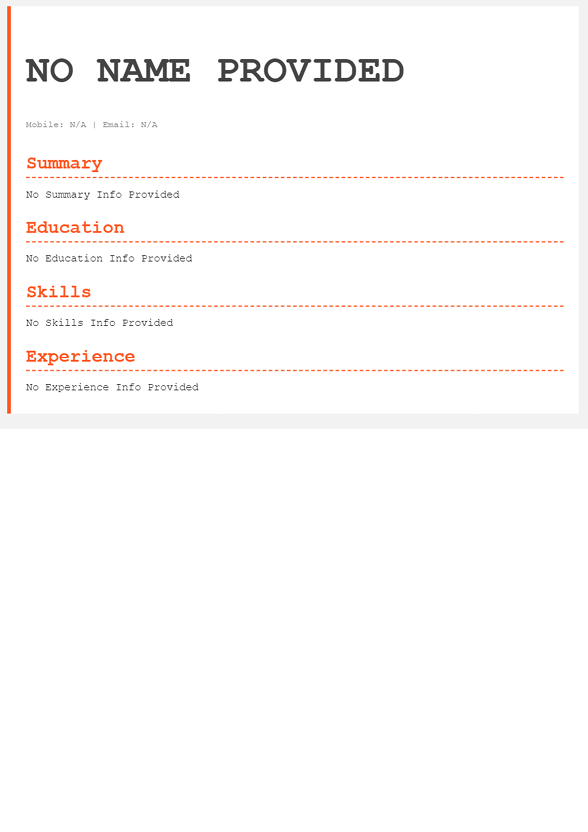 NO NAME PROVIDED
Mobile: N/A | Email: N/A
Summary
No Summary Info Provided
Education
No Education Info Provided
Skills
No Skills Info Provided
Experience
No Experience Info Provided